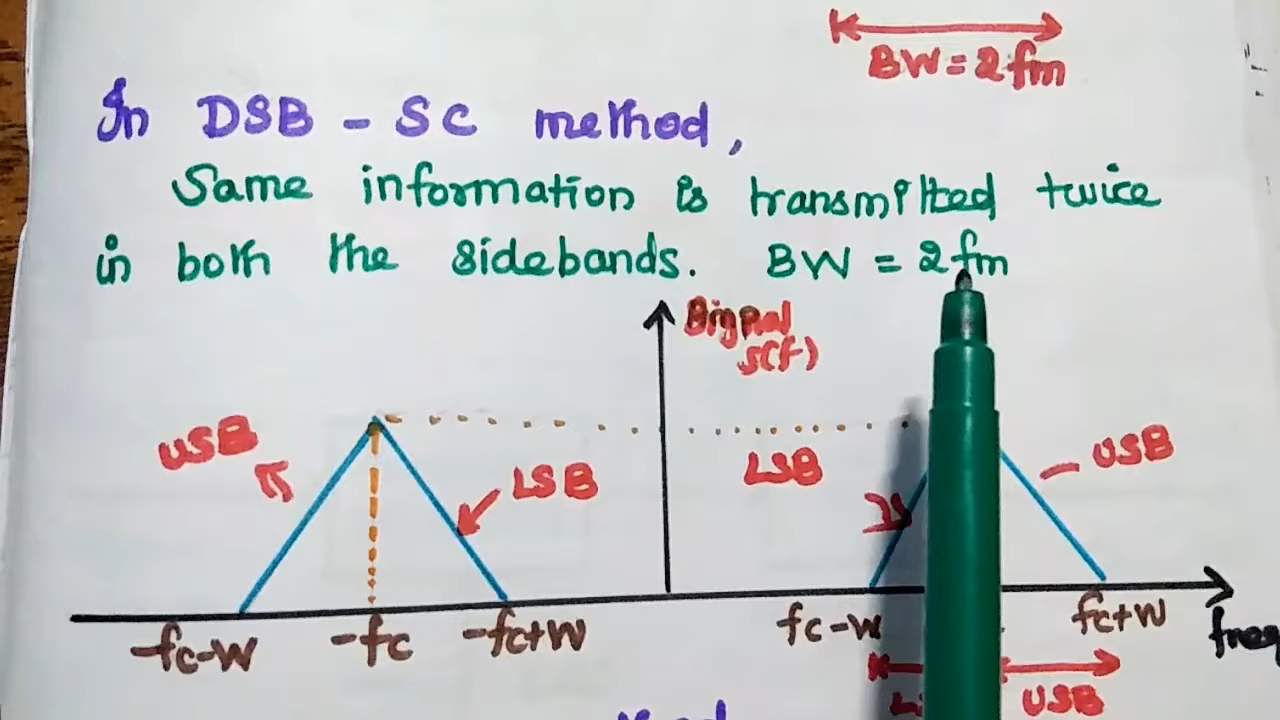 BW = 2fm
In DSB - SC method,
Same information is transmitted twice
in both the sidebands. BW = 2fm
Signal
s(f)
USB
LSB
LSB
USB
-fc-W
-fc
-fc+W
fc-W
fc+W
freq
USB